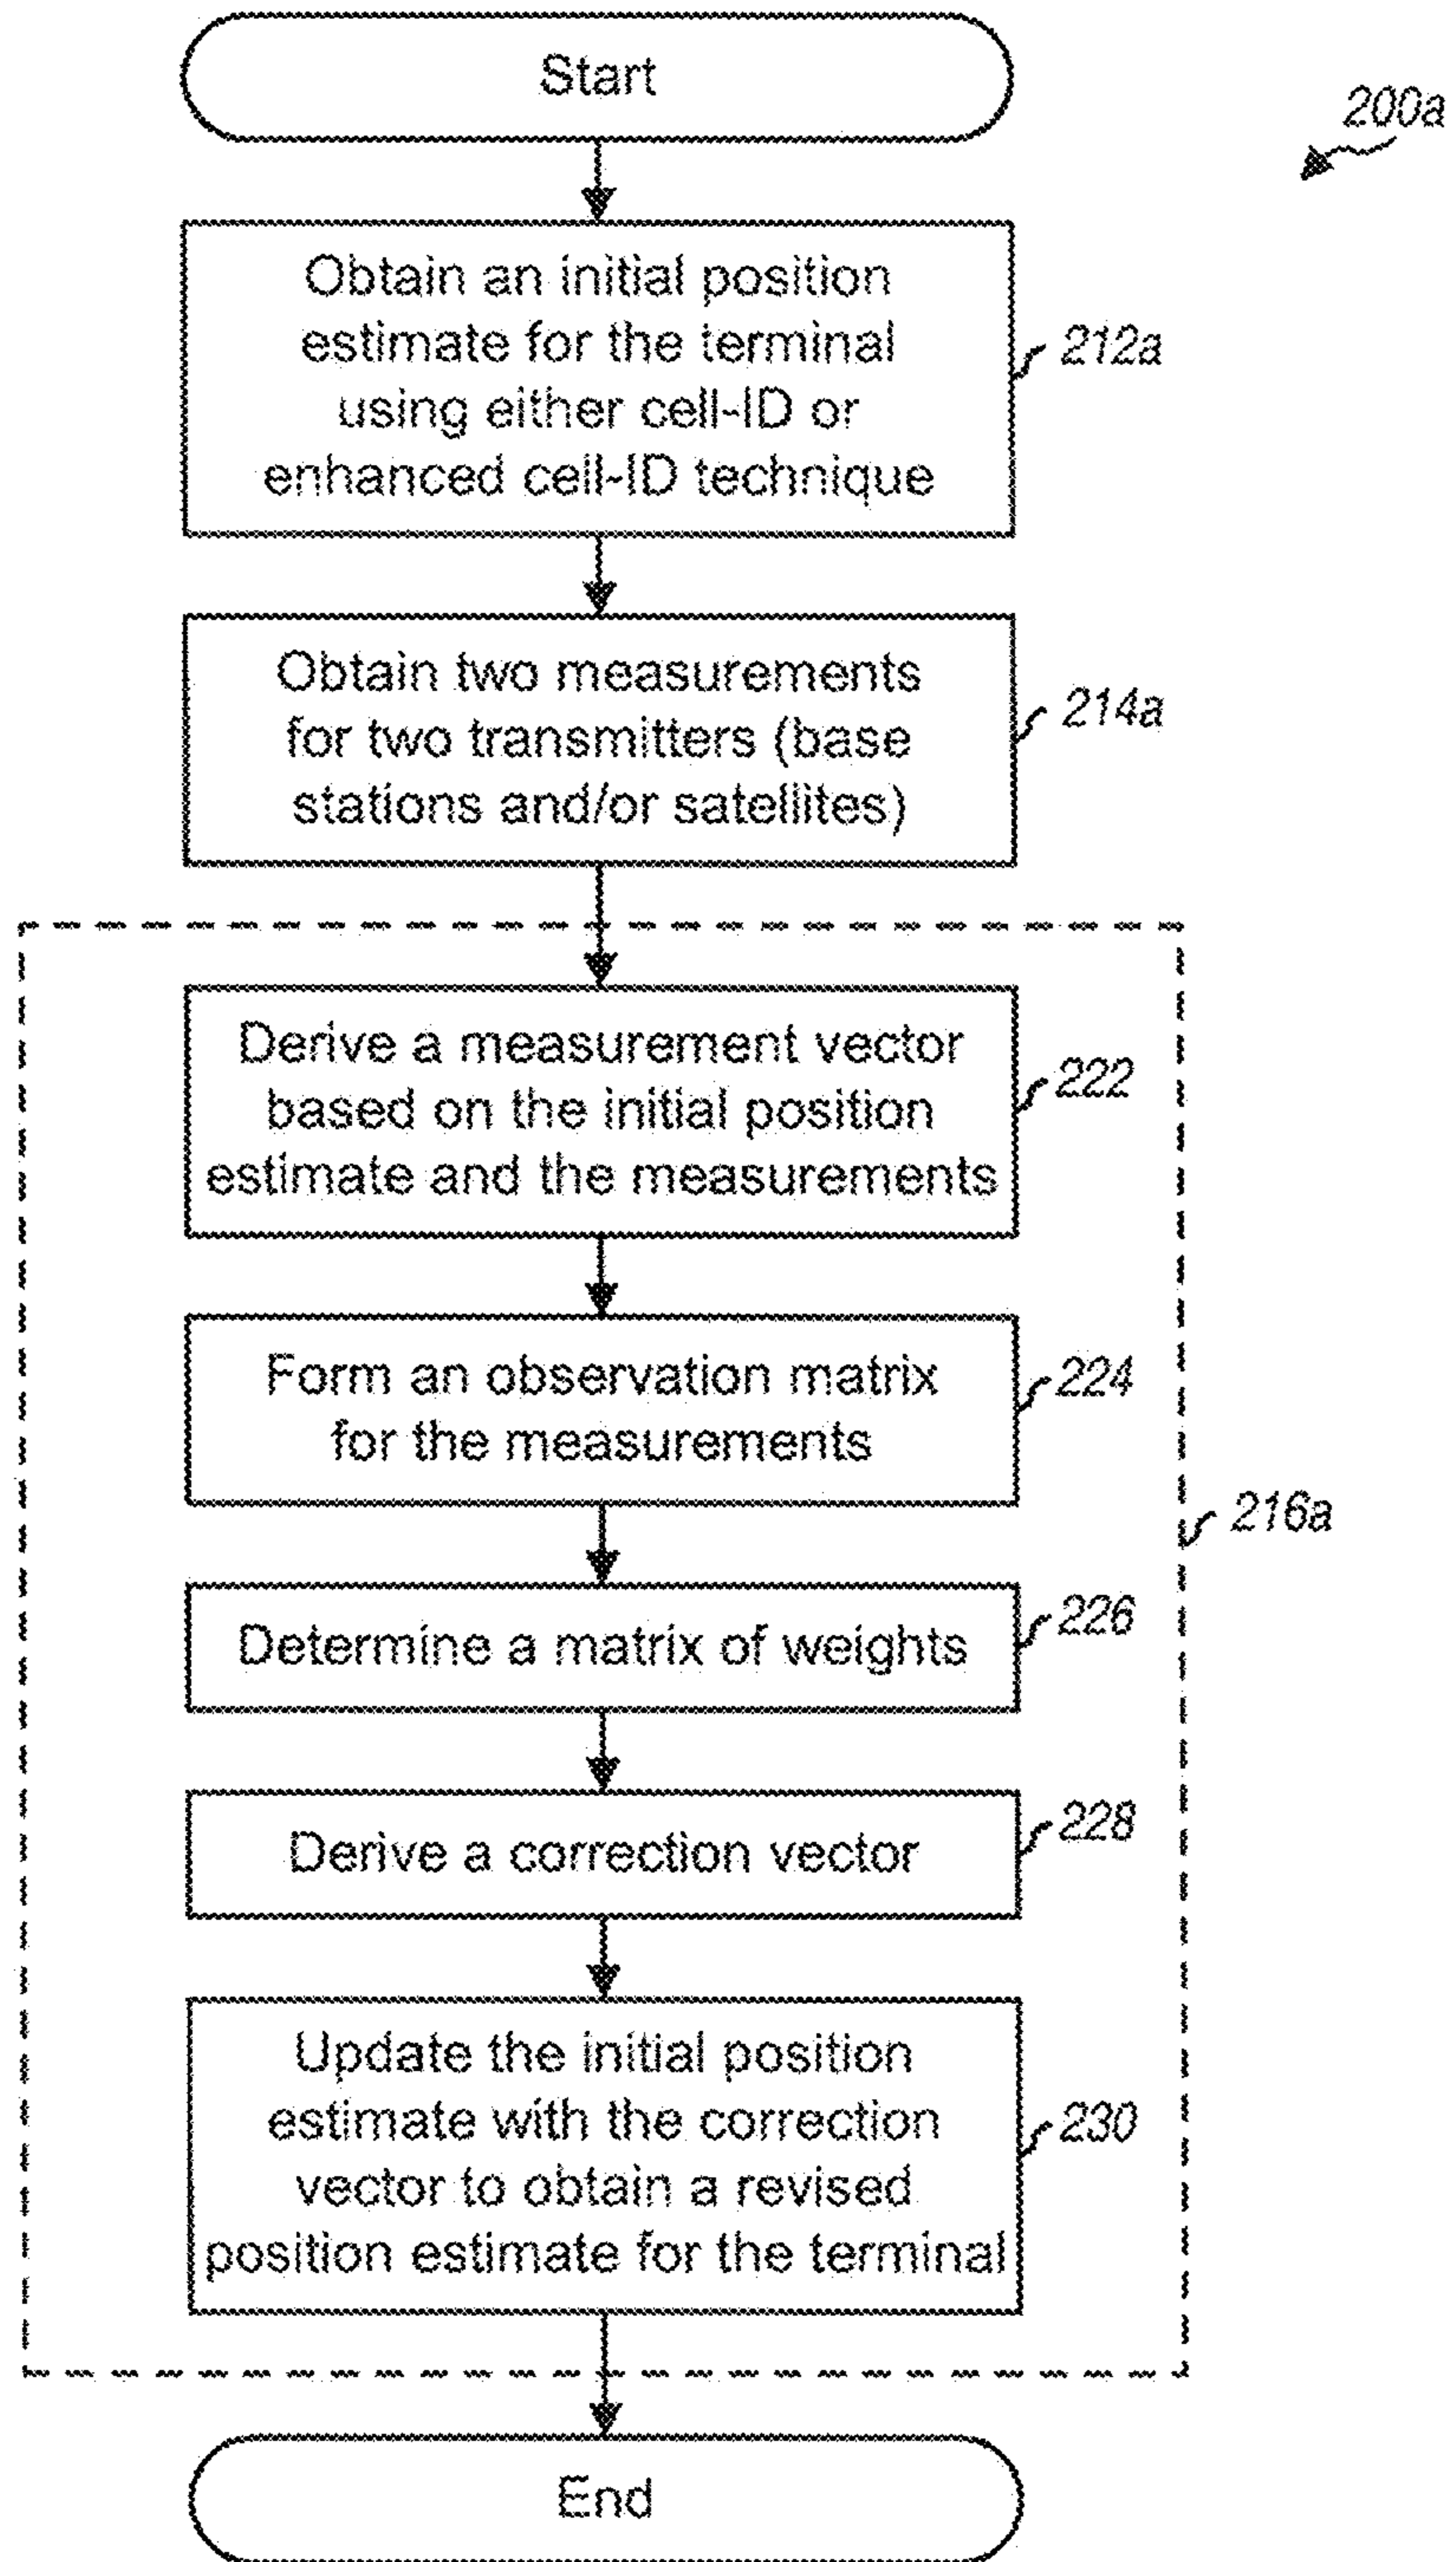 Start
200a
Obtain an initial position
estimate for the terminal
using either cell-ID or
enhanced cell-ID technique
212a
Obtain two measurements
for two transmitters (base
stations and/or satellites)
214a
Derive a measurement vector
based on the initial position
estimate and the measurements
222
Form an observation matrix
for the measurements
224
216a
Determine a matrix of weights
226
Derive a correction vector
228
Update the initial position
estimate with the correction
vector to obtain a revised
position estimate for the terminal
230
End